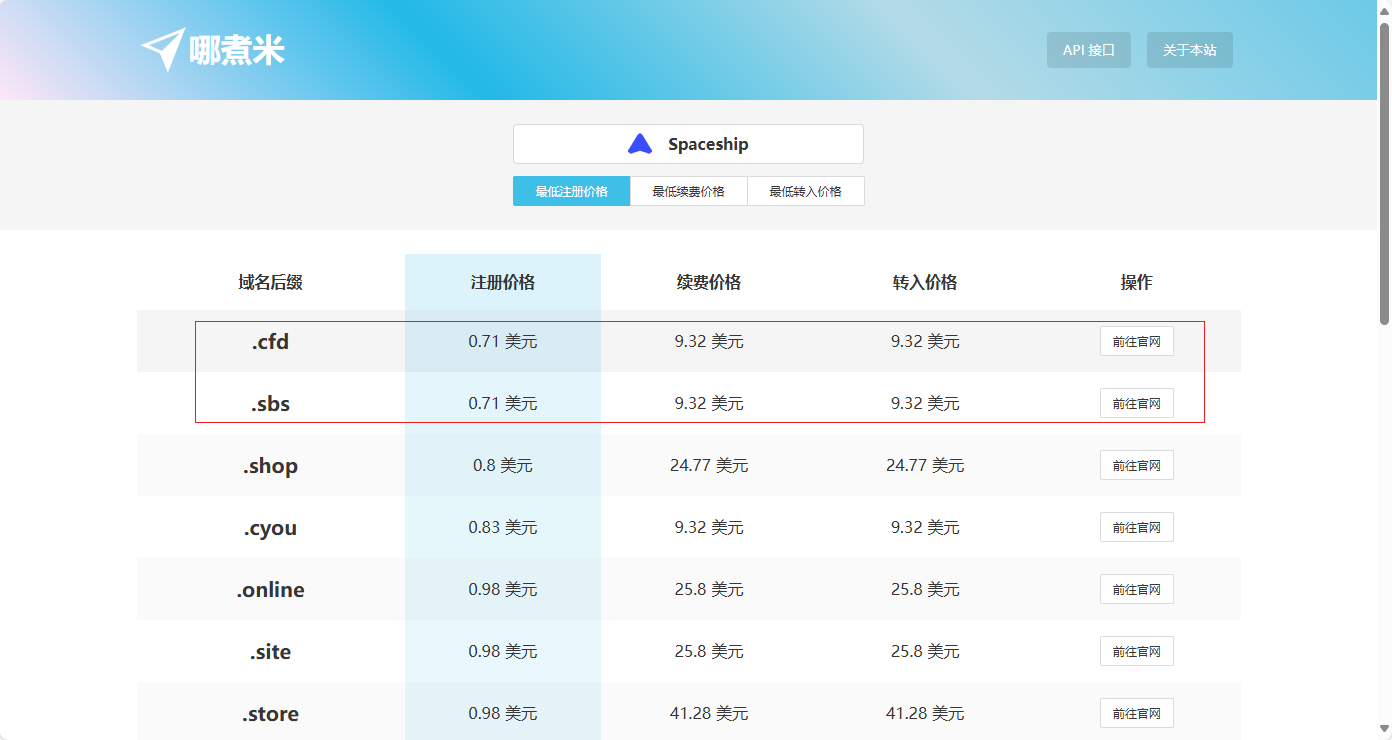 哪煮米
API 接口 关于本站
Spaceship
最低注册价格 最低续费价格 最低转入价格
域名后缀 注册价格 续费价格 转入价格 操作
.cfd 0.71 美元 9.32 美元 9.32 美元 前往官网
.sbs 0.71 美元 9.32 美元 9.32 美元 前往官网
.shop 0.8 美元 24.77 美元 24.77 美元 前往官网
.cyou 0.83 美元 9.32 美元 9.32 美元 前往官网
.online 0.98 美元 25.8 美元 25.8 美元 前往官网
.site 0.98 美元 25.8 美元 25.8 美元 前往官网
.store 0.98 美元 41.28 美元 41.28 美元 前往官网